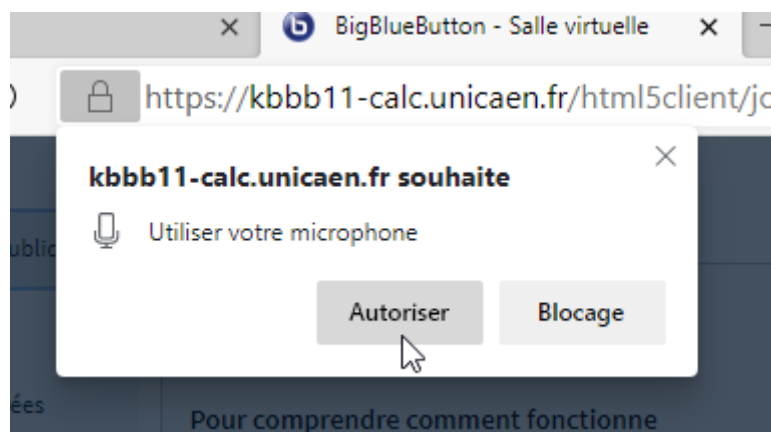 BigBlueButton - Salle virtuelle
https://kbbb11-calc.unicaen.fr/html5client/jo
kbbb11-calc.unicaen.fr souhaite
Utiliser votre microphone
Autoriser Blocage
Pour comprendre comment fonctionne